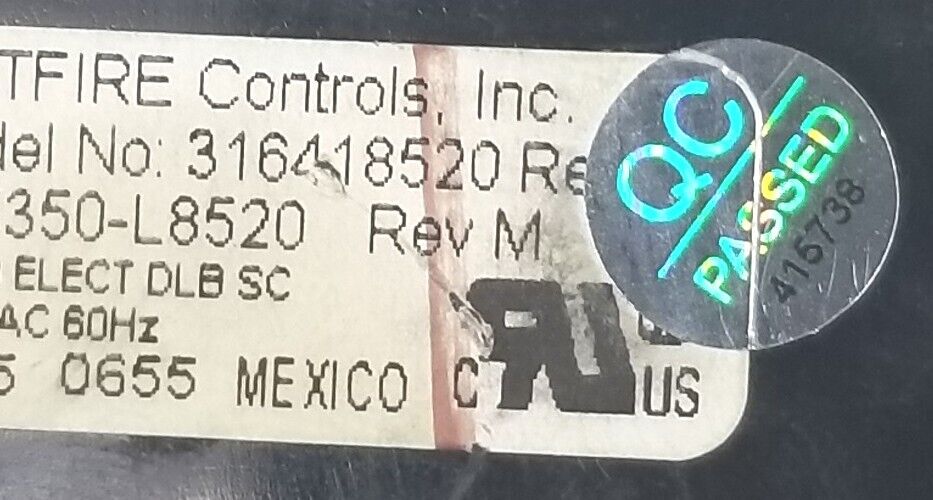 TFIRE Controls, Inc.
del No: 316418520 Re
350-L8520 Rev M
ELECT DLB SC
AC 60Hz
5 0655 MEXICO C US
QC
PASSED
416738